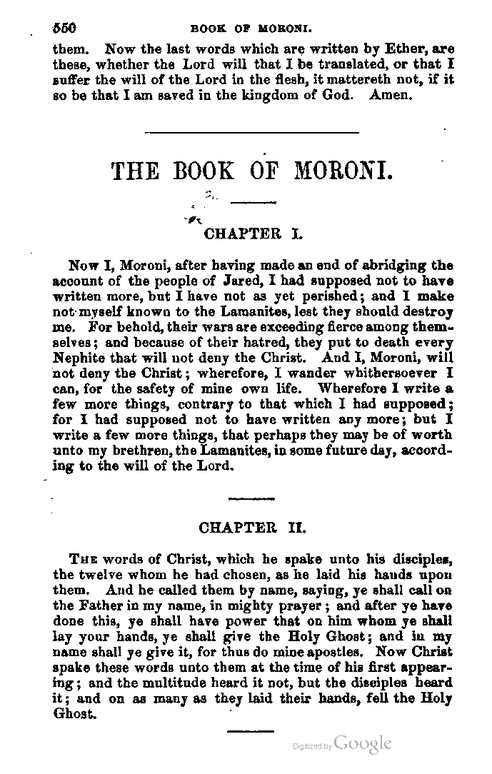 550 BOOK OF MORONI.
them. Now the last words which are written by Ether, are
these, whether the Lord will that I be translated, or that I
suffer the will of the Lord in the flesh, it mattereth not, if it
so be that I am saved in the kingdom of God. Amen.
THE BOOK OF MORONI.
CHAPTER I.
Now I, Moroni, after having made an end of abridging the
account of the people of Jared, I had supposed not to have
written more, but I have not as yet perished; and I make
not myself known to the Lamanites, lest they should destroy
me. For behold, their wars are exceeding fierce among them-
selves; and because of their hatred, they put to death every
Nephite that will not deny the Christ. And I, Moroni, will
not deny the Christ; wherefore, I wander whithersoever I
can, for the safety of mine own life. Wherefore I write a
few more things, contrary to that which I had supposed;
for I had supposed not to have written any more; but I
write a few more things, that perhaps they may be of worth
unto my brethren, the Lamanites, in some future day, accord-
ing to the will of the Lord.
CHAPTER II.
THE words of Christ, which he spake unto his disciples,
the twelve whom he had chosen, as he laid his hands upon
them. And he called them by name, saying, ye shall call on
the Father in my name, in mighty prayer; and after ye have
done this, ye shall have power that on him whom ye shall
lay your hands, ye shall give the Holy Ghost; and in my
name shall ye give it, for thus do mine apostles. Now Christ
spake these words unto them at the time of his first appear-
ing; and the multitude heard it not, but the disciples heard
it; and on as many as they laid their hands, fell the Holy
Ghost.
Digitized by Google